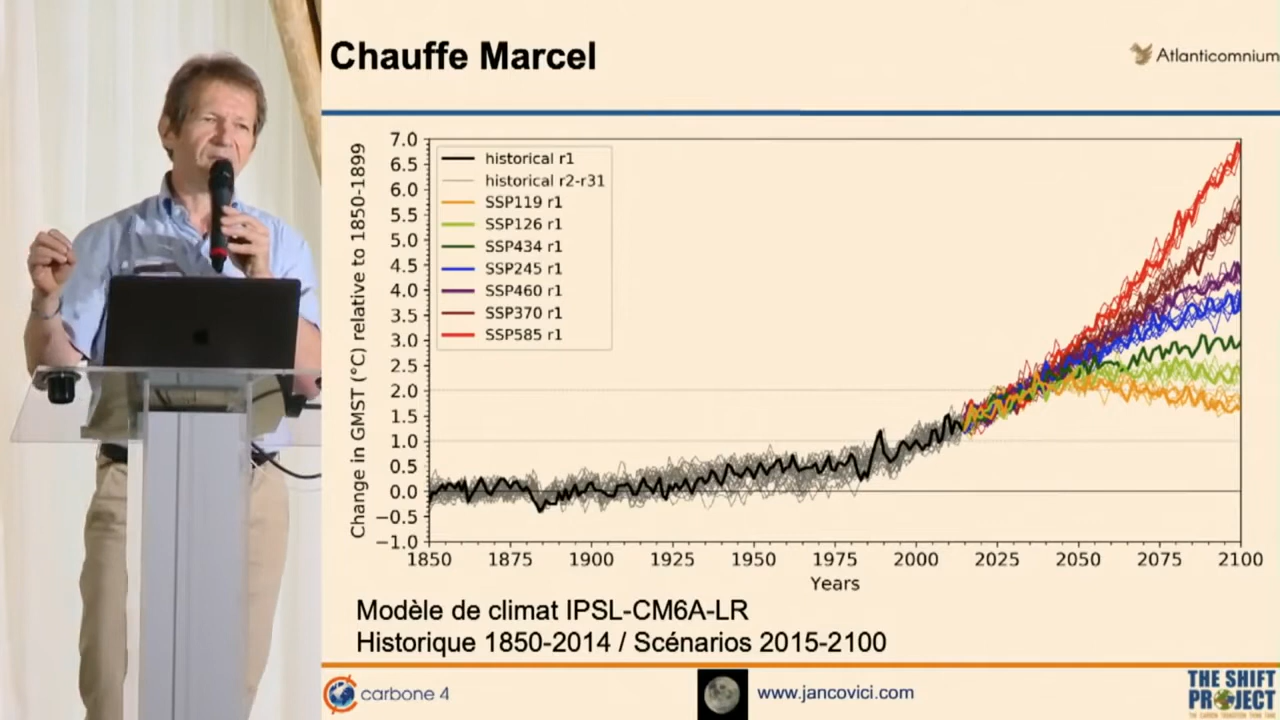 Chauffe Marcel
Atlanticomnium
Change in GMST (°C) relative to 1850-1899
7.0
6.5
6.0
5.5
5.0
4.5
4.0
3.5
3.0
2.5
2.0
1.5
1.0
0.5
0.0
−0.5
−1.0
historical r1
historical r2-r31
SSP119 r1
SSP126 r1
SSP434 r1
SSP245 r1
SSP460 r1
SSP370 r1
SSP585 r1
1850 1875 1900 1925 1950 1975 2000 2025 2050 2075 2100
Years
Modèle de climat IPSL-CM6A-LR
Historique 1850-2014 / Scénarios 2015-2100
carbone 4
www.jancovici.com
THE SHIFT
PROJECT
THE CARBON TRANSITION THINK TANK